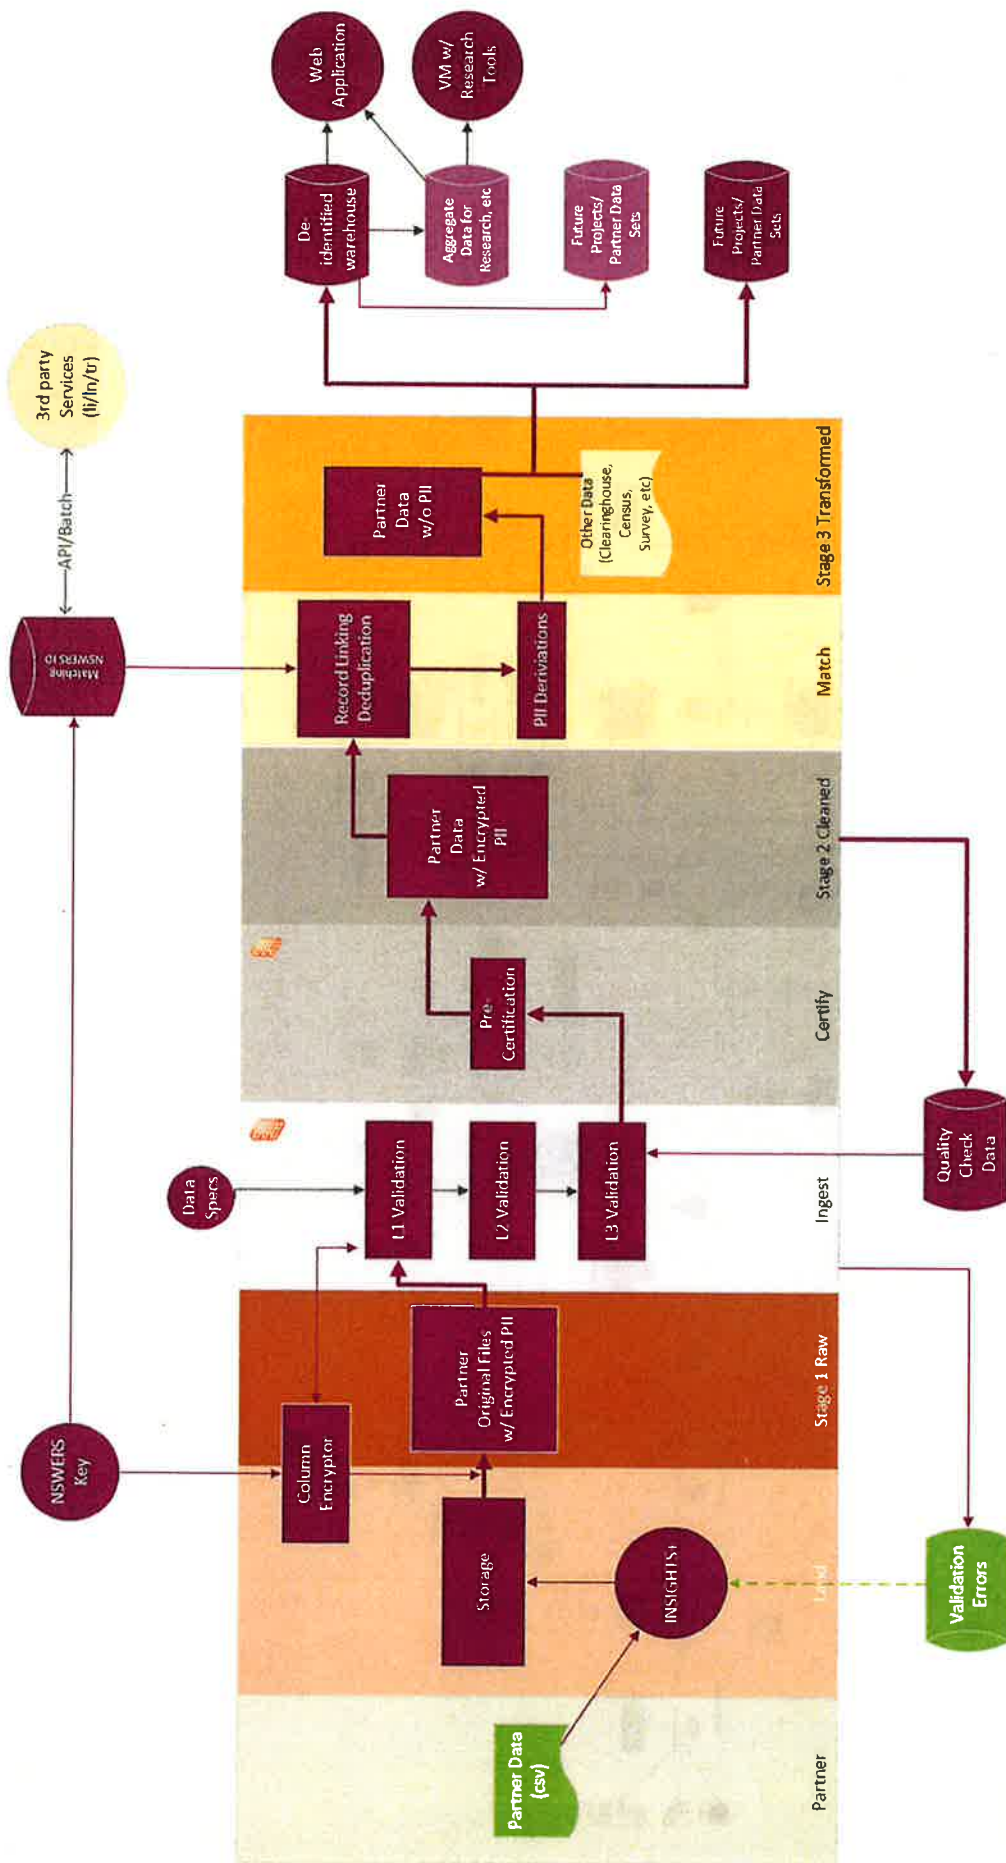 NSWERS
Key
Matching
NSWERS ID
API/Batch
3rd party
Services
(li/ln/tr)
Column
Encryptor
Data
Specs
Partner Data
(csv)
Storage
INSIGHTS+
Partner
Original Files
w/ Encrypted PII
L1 Validation
L2 Validation
L3 Validation
Pre-
Certification
Partner
Data
w/ Encrypted
PII
Record Linking
Deduplication
PII Deriviations
Partner
Data
w/o PII
Other Data
(Clearinghouse,
Census,
Survey, etc)
De-
identified
warehouse
Web
Application
Aggregate
Data for
Research, etc
VM w/
Research
Tools
Future
Projects/
Partner Data
Sets
Future
Projects/
Partner Data
Sets
Partner
Land
Stage 1 Raw
Ingest
Certify
Stage 2 Cleaned
Match
Stage 3 Transformed
Validation
Errors
Quality
Check
Data